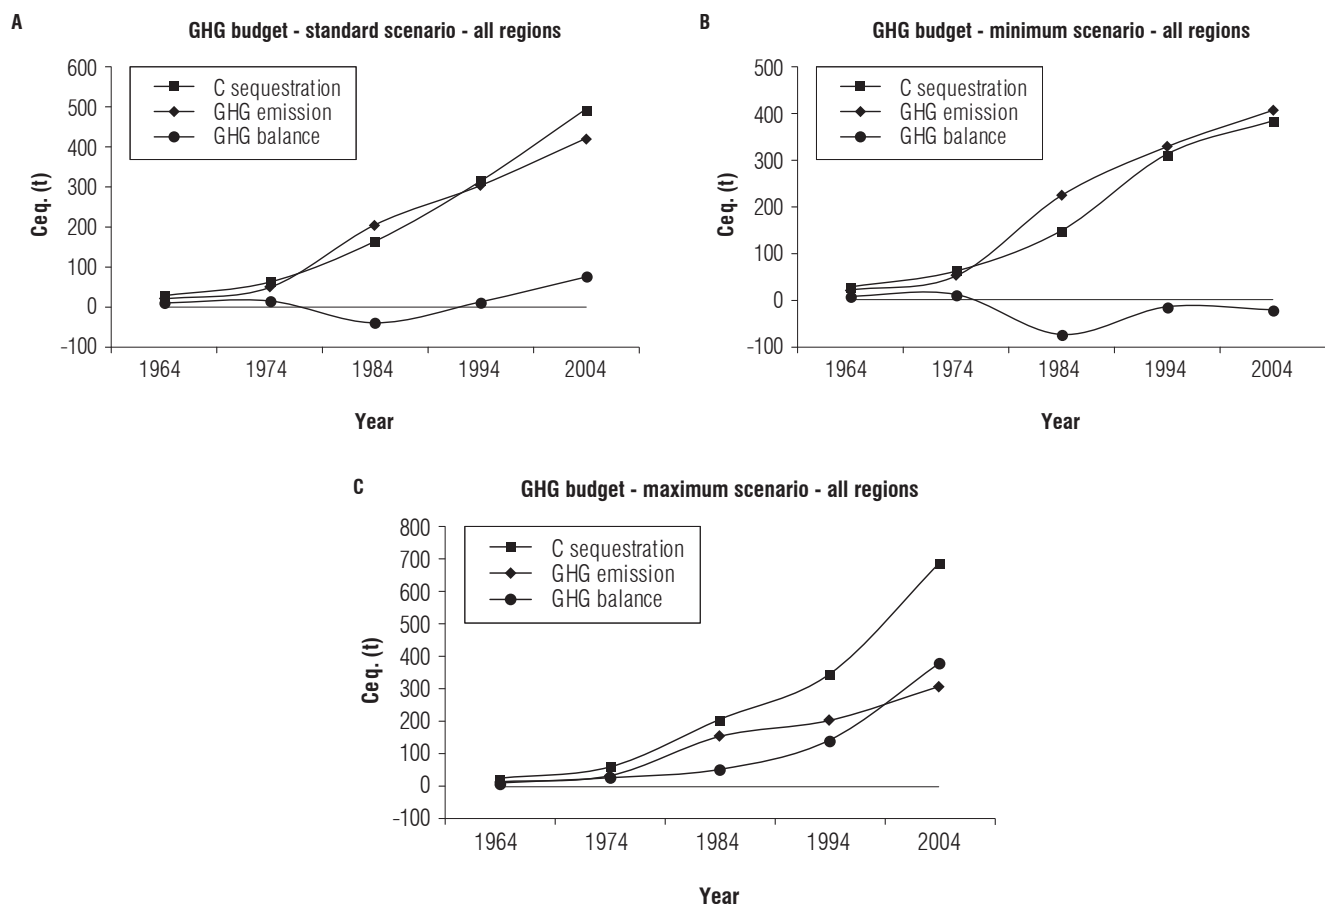 A
GHG budget - standard scenario - all regions
600
500
400
300
200
100
0
-100
C sequestration
GHG emission
GHG balance
Ceq. (t)
1964 1974 1984 1994 2004
Year
B
GHG budget - minimum scenario - all regions
500
400
300
200
100
0
-100
C sequestration
GHG emission
GHG balance
Ceq. (t)
1964 1974 1984 1994 2004
Year
C
GHG budget - maximum scenario - all regions
800
700
600
500
400
300
200
100
0
-100
C sequestration
GHG emission
GHG balance
Ceq. (t)
1964 1974 1984 1994 2004
Year